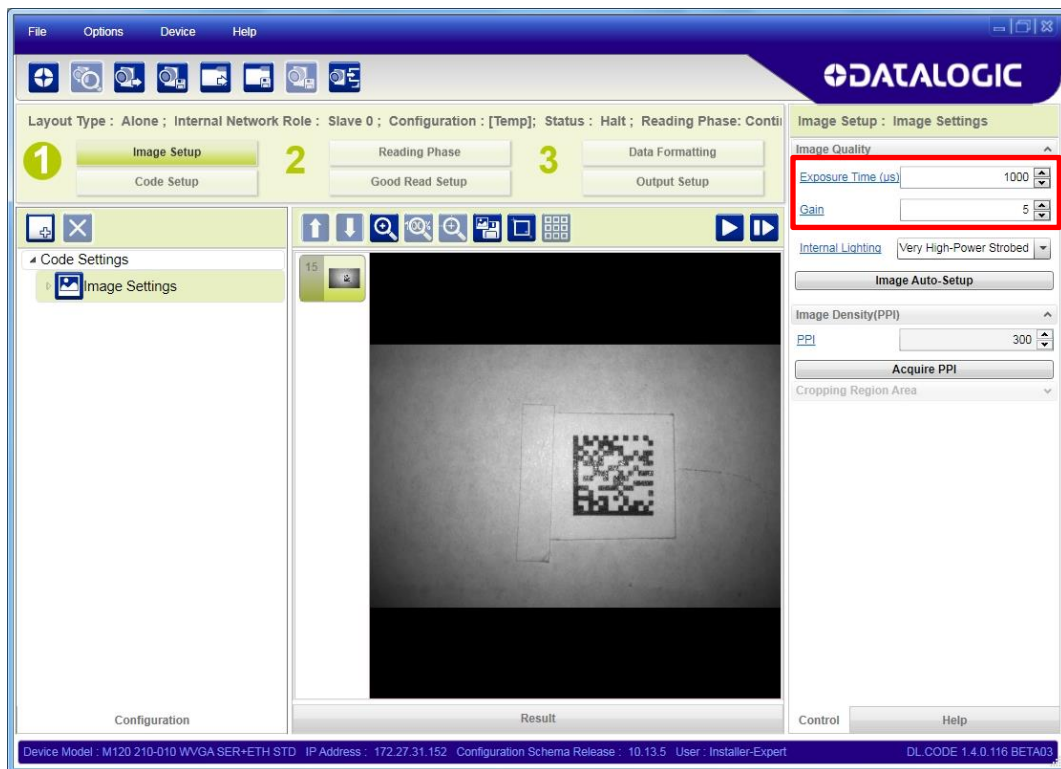 File Options Device Help
DATALOGIC
Layout Type : Alone ; Internal Network Role : Slave 0 ; Configuration : [Temp]; Status : Halt ; Reading Phase: Conti
1 Image Setup
Code Setup
2 Reading Phase
Good Read Setup
3 Data Formatting
Output Setup
Image Setup : Image Settings
Image Quality
Exposure Time (us) 1000
Gain 5
Internal Lighting Very High-Power Strobed
Image Auto-Setup
Image Density(PPI)
PPI 300
Acquire PPI
Cropping Region Area
Code Settings
Image Settings
100%
15
Configuration
Result
Control Help
Device Model : M120 210-010 WVGA SER+ETH STD IP Address : 172.27.31.152 Configuration Schema Release : 10.13.5 User : Installer-Expert DL.CODE 1.4.0.116 BETA03